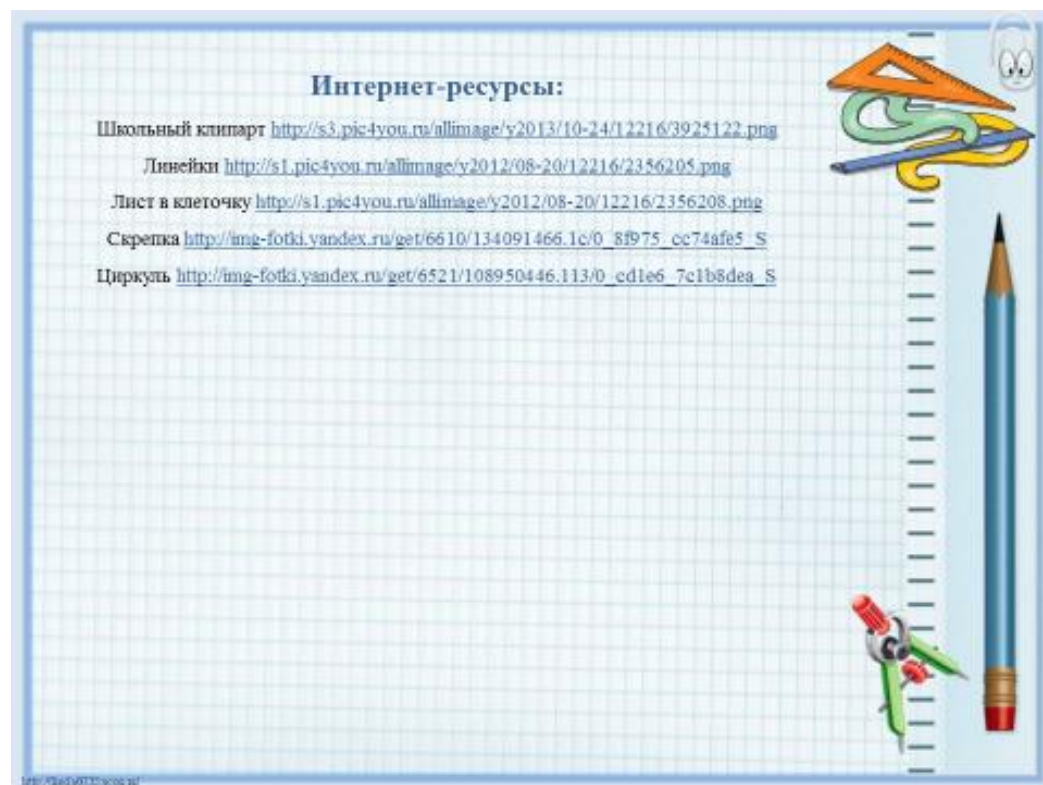 Интернет-ресурсы:
Школьный клипарт http://s3.pic4you.ru/allimage/y2013/10-24/12216/3925122.png
Линейки http://s1.pic4you.ru/allimage/y2012/08-20/12216/2356205.png
Лист в клеточку http://s1.pic4you.ru/allimage/y2012/08-20/12216/2356208.png
Скрепка http://img-fotki.yandex.ru/get/6610/134091466.1c/0_8f975_cc74afe5_S
Циркуль http://img-fotki.yandex.ru/get/6521/108950446.113/0_cd1e6_7c1b8dea_S